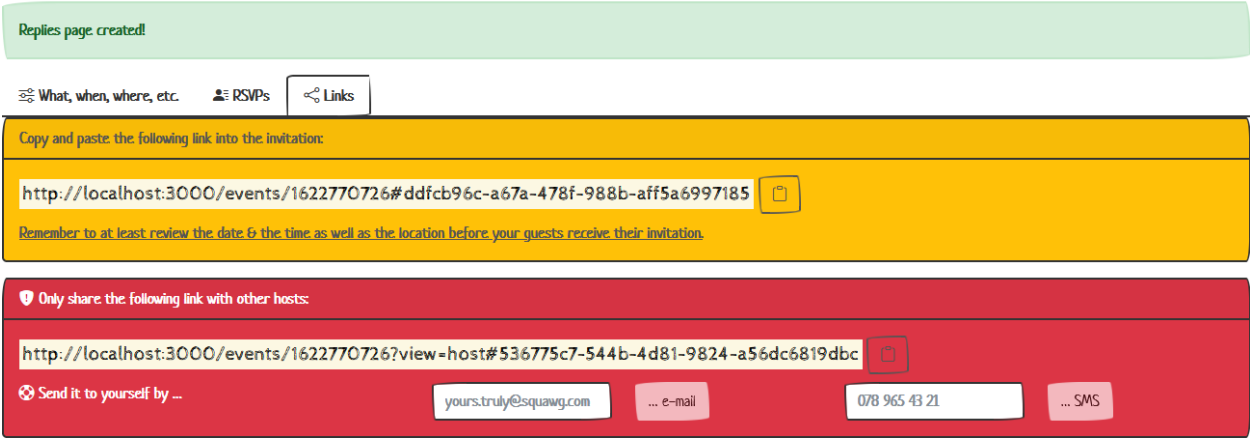 Replies page created!
What, when, where, etc. RSVPs Links
Copy and paste the following link into the invitation:
http://localhost:3000/events/1622770726#ddfcb96c-a67a-478f-988b-aff5a6997185
Remember to at least review the date & the time as well as the location before your guests receive their invitation.
Only share the following link with other hosts:
http://localhost:3000/events/1622770726?view=host#536775c7-544b-4d81-9824-a56dc6819dbc
Send it to yourself by ... yours.truly@squawg.com ... e-mail 078 965 43 21 ... SMS